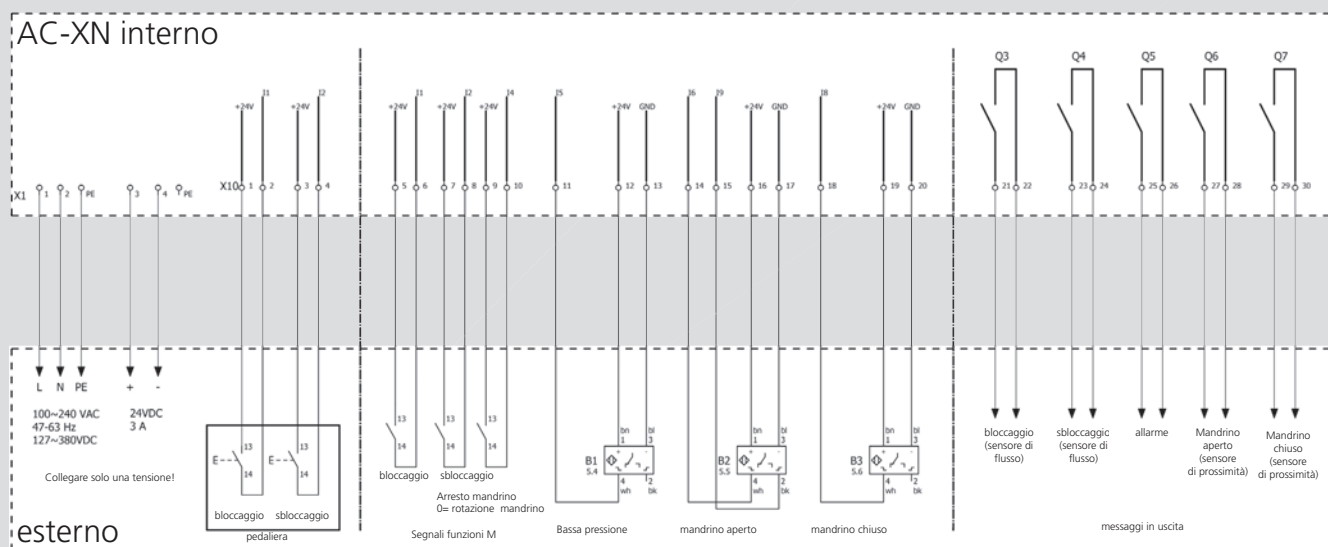 AC-XN interno
Q3 Q4 Q5 Q6 Q7
I1 I2 I1 I2 I4 I5 I6 I9 I8
+24V +24V +24V +24V +24V +24V GND +24V GND +24V GND
X1 1 2 PE 3 4 PE X10 1 2 3 4 5 6 7 8 9 10 11 12 13 14 15 16 17 18 19 20 21 22 23 24 25 26 27 28 29 30
L N PE + -
100~240 VAC
47-63 Hz
127~380VDC
24VDC
3 A
Collegare solo una tensione!
E 13 14 E 13 14
bloccaggio sbloccaggio
pedaliera
13 14 13 14 13 14
bloccaggio sbloccaggio
Arresto mandrino
0= rotazione mandrino
Segnali funzioni M
bn 1 bl 3
B1
5.4
4 wh 2 bk
Bassa pressione
bn 1 bl 3
B2
5.5
4 wh 2 bk
mandrino aperto
bn 1 bl 3
B3
5.6
4 wh 2 bk
mandrino chiuso
bloccaggio
(sensore di
flusso)
sbloccaggio
(sensore di
flusso)
allarme
Mandrino
aperto
(sensore
di prossimità)
Mandrino
chiuso
(sensore
di prossimità)
messaggi in uscita
esterno